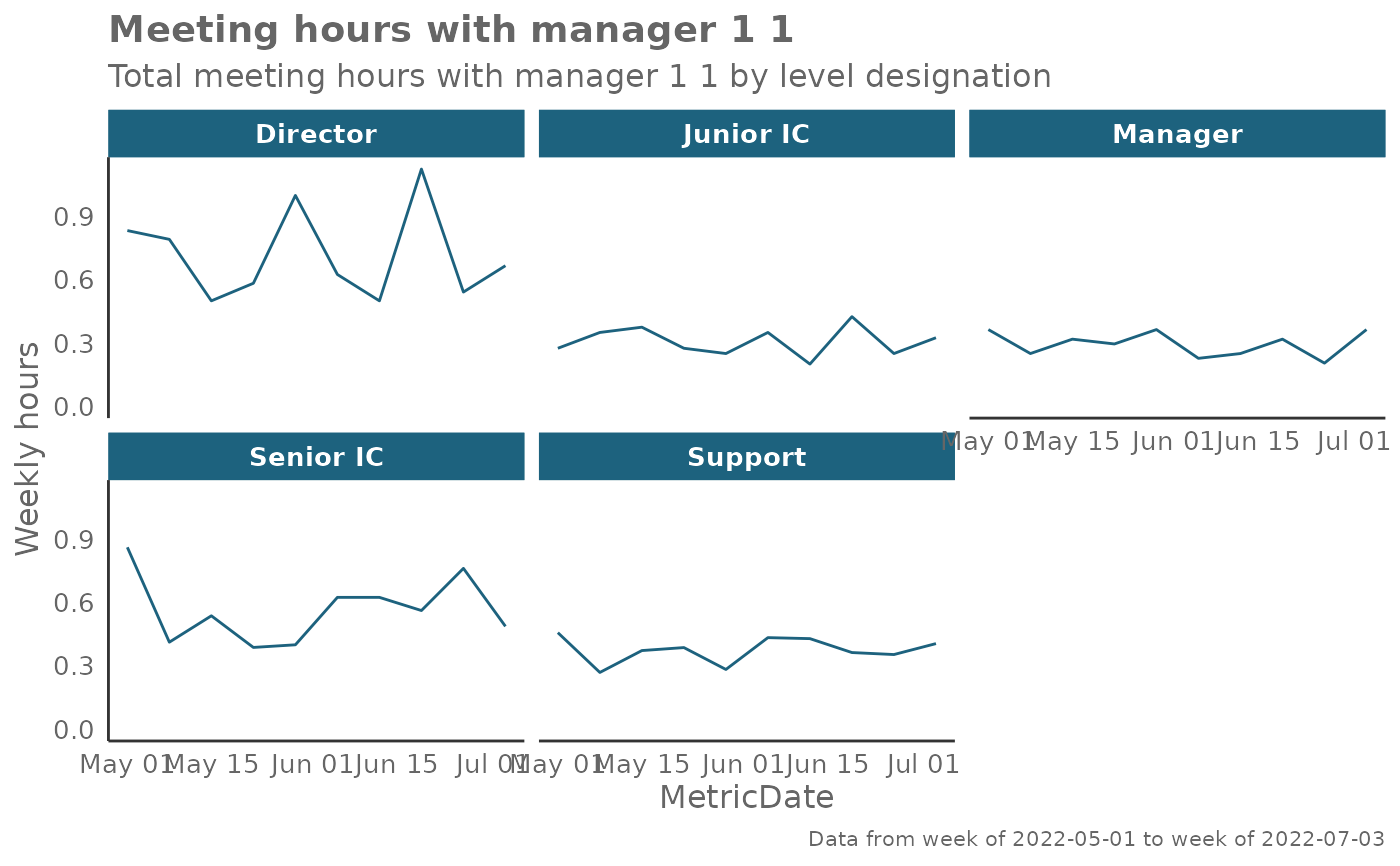 Meeting hours with manager 1 1
Total meeting hours with manager 1 1 by level designation
Director
Junior IC
Manager
0.9
0.6
0.3
0.0
May 01 May 15 Jun 01 Jun 15 Jul 01
Weekly hours
Senior IC
Support
0.9
0.6
0.3
0.0
May 01 May 15 Jun 01 Jun 15 Jul 01
May 01 May 15 Jun 01 Jun 15 Jul 01
MetricDate
Data from week of 2022-05-01 to week of 2022-07-03